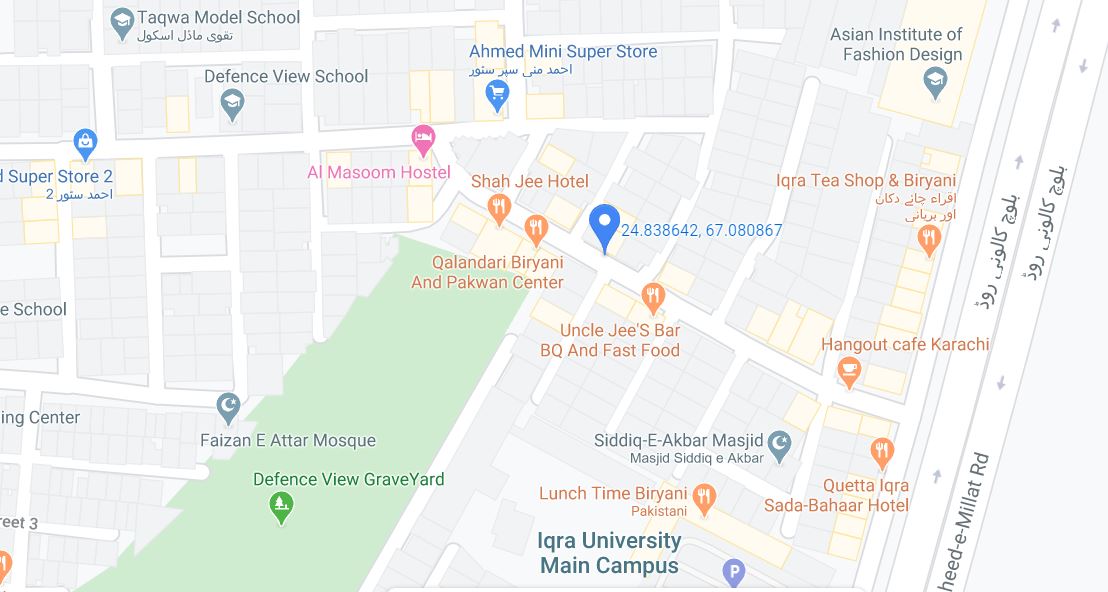 Taqwa Model School
تقوی ماڈل اسکول
Asian Institute of
Fashion Design
Ahmed Mini Super Store
احمد منی سپر سٹور
Defence View School
Al Masoom Hostel
d Super Store 2
احمد سٹور 2
Shah Jee Hotel
Iqra Tea Shop & Biryani
اقراء چائے دکان
اور بریانی
بلوچ کالونی روڈ
بلوچ کالونی روڈ
24.838642, 67.080867
Qalandari Biryani
And Pakwan Center
e School
Uncle Jee'S Bar
BQ And Fast Food
Hangout cafe Karachi
ing Center
Faizan E Attar Mosque
Siddiq-E-Akbar Masjid
Masjid Siddiq e Akbar
Defence View GraveYard
Lunch Time Biryani
Pakistani
Quetta Iqra
Sada-Bahaar Hotel
reet 3
Iqra University
Main Campus
P
heed-e-Millat Rd